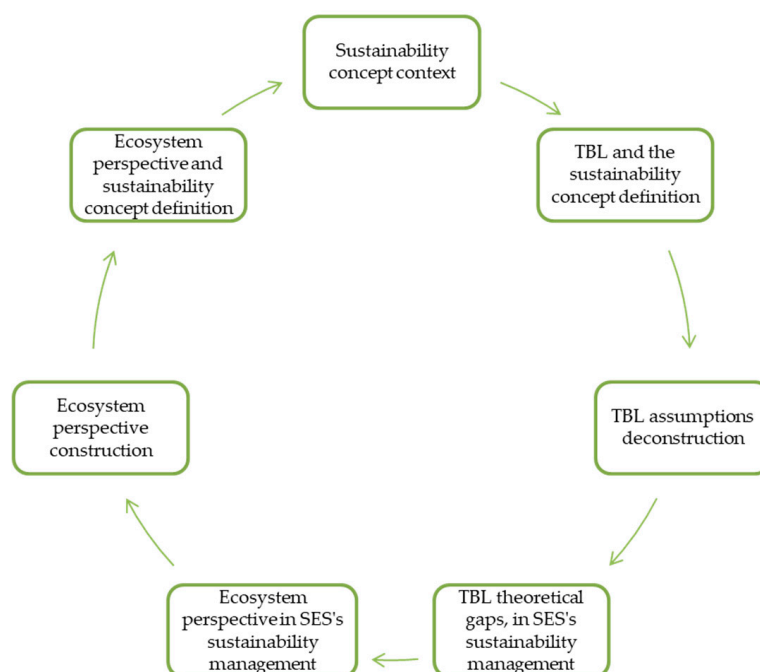 Sustainability
concept context
TBL and the
sustainability
concept definition
TBL assumptions
deconstruction
TBL theoretical
gaps, in SES's
sustainability
management
Ecosystem
perspective in SES's
sustainability
management
Ecosystem
perspective
construction
Ecosystem
perspective and
sustainability
concept definition